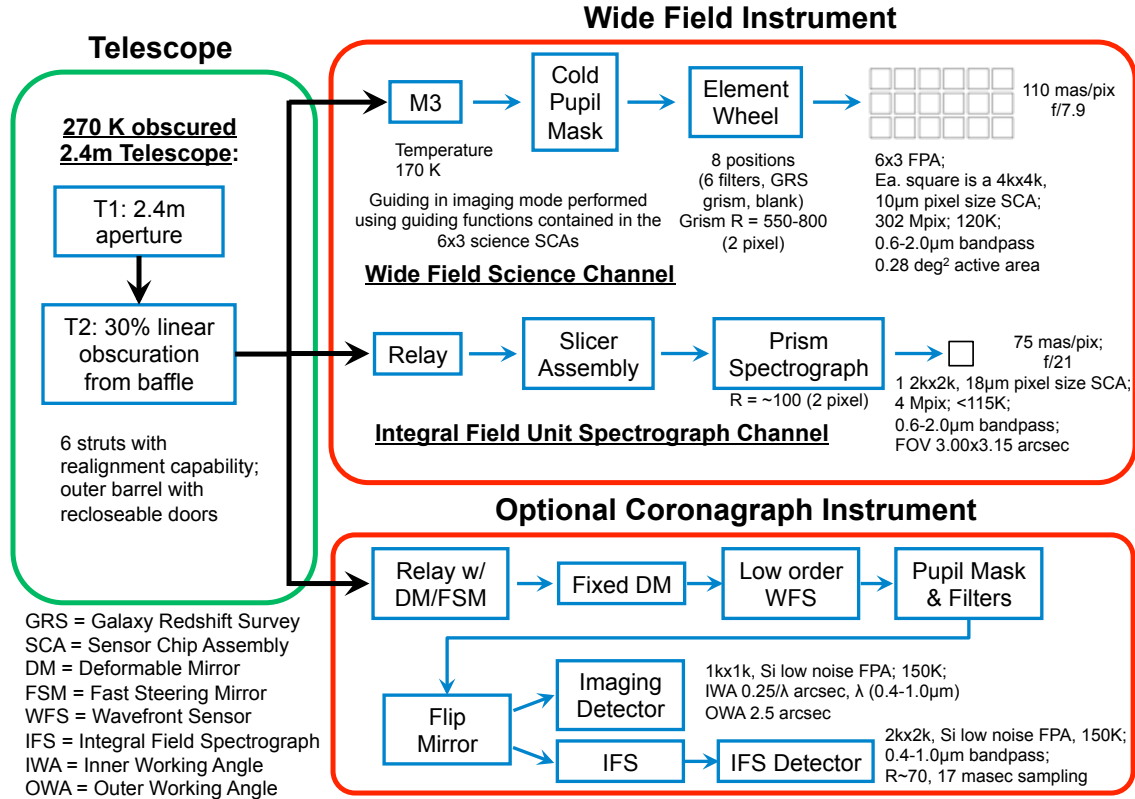 Telescope
270 K obscured
2.4m Telescope:
T1: 2.4m
aperture
T2: 30% linear
obscuration
from baffle
6 struts with
realignment capability;
outer barrel with
recloseable doors
Wide Field Instrument
M3
Temperature
170 K
Cold
Pupil
Mask
Element
Wheel
8 positions
(6 filters, GRS
grism, blank)
Grism R = 550-800
(2 pixel)
110 mas/pix
f/7.9
6x3 FPA;
Ea. square is a 4kx4k,
10µm pixel size SCA;
302 Mpix; 120K;
0.6-2.0µm bandpass
0.28 deg² active area
Guiding in imaging mode performed
using guiding functions contained in the
6x3 science SCAs
Wide Field Science Channel
Relay
Slicer
Assembly
Prism
Spectrograph
R = ~100 (2 pixel)
75 mas/pix;
f/21
1 2kx2k, 18µm pixel size SCA;
4 Mpix; <115K;
0.6-2.0µm bandpass;
FOV 3.00x3.15 arcsec
Integral Field Unit Spectrograph Channel
Optional Coronagraph Instrument
Relay w/
DM/FSM
Fixed DM
Low order
WFS
Pupil Mask
& Filters
Flip
Mirror
Imaging
Detector
1kx1k, Si low noise FPA; 150K;
IWA 0.25/λ arcsec, λ (0.4-1.0µm)
OWA 2.5 arcsec
IFS
IFS Detector
2kx2k, Si low noise FPA, 150K;
0.4-1.0µm bandpass;
R~70, 17 masec sampling
GRS = Galaxy Redshift Survey
SCA = Sensor Chip Assembly
DM = Deformable Mirror
FSM = Fast Steering Mirror
WFS = Wavefront Sensor
IFS = Integral Field Spectrograph
IWA = Inner Working Angle
OWA = Outer Working Angle